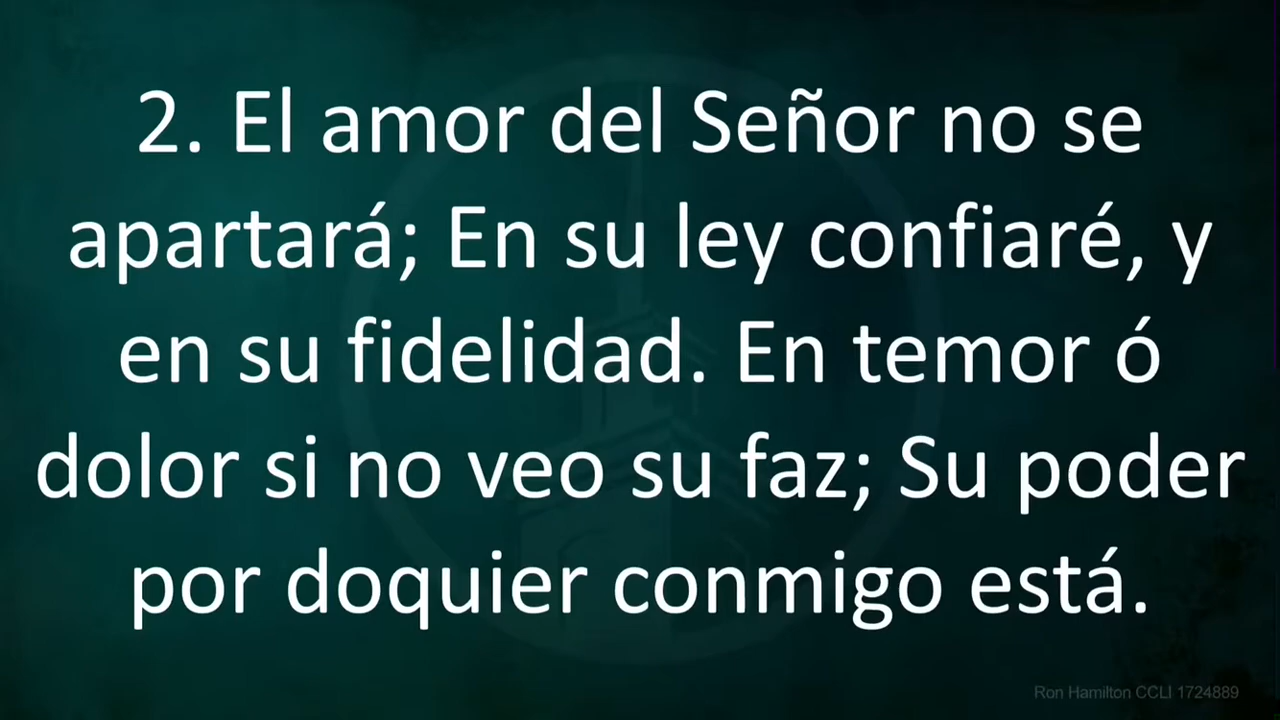 2. El amor del Señor no se
apartará; En su ley confiaré, y
en su fidelidad. En temor ó
dolor si no veo su faz; Su poder
por doquier conmigo está.
Ron Hamilton CCLI 1724889